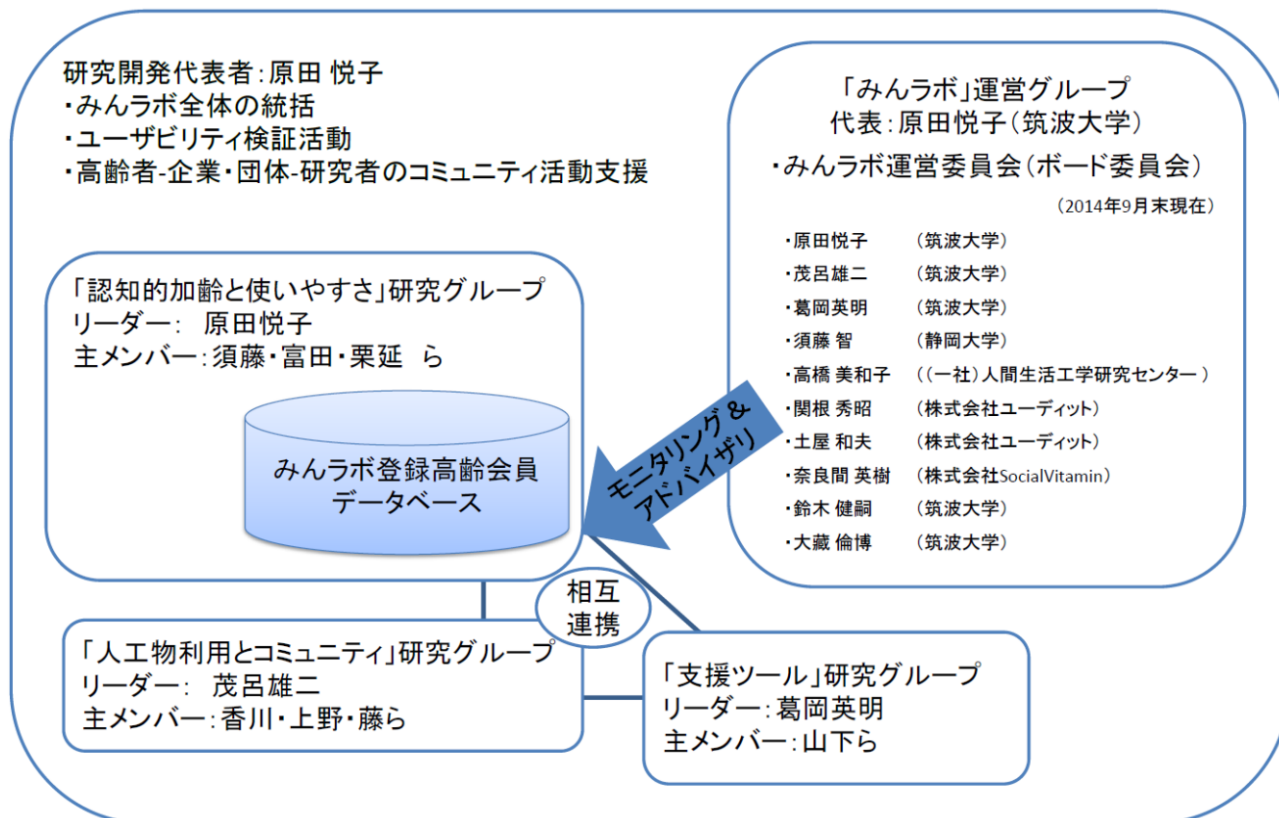 研究開発代表者：原田 悦子
・みんラボ全体の統括
・ユーザビリティ検証活動
・高齢者-企業・団体-研究者のコミュニティ活動支援
「みんラボ」運営グループ
代表：原田悦子（筑波大学）
・みんラボ運営委員会（ボード委員会）
（2014年9月末現在）
・原田悦子 （筑波大学）
・茂呂雄二 （筑波大学）
・葛岡英明 （筑波大学）
・須藤 智 （静岡大学）
・高橋 美和子 （（一社）人間生活工学研究センター ）
・関根 秀昭 （株式会社ユーディット）
・土屋 和夫 （株式会社ユーディット）
・奈良間 英樹 （株式会社SocialVitamin）
・鈴木 健嗣 （筑波大学）
・大藏 倫博 （筑波大学）
「認知的加齢と使いやすさ」研究グループ
リーダー： 原田悦子
主メンバー：須藤・富田・栗延 ら
みんラボ登録高齢会員
データベース
モニタリング &
アドバイザリ
相互
連携
「人工物利用とコミュニティ」研究グループ
リーダー： 茂呂雄二
主メンバー：香川・上野・藤ら
「支援ツール」研究グループ
リーダー：葛岡英明
主メンバー：山下ら